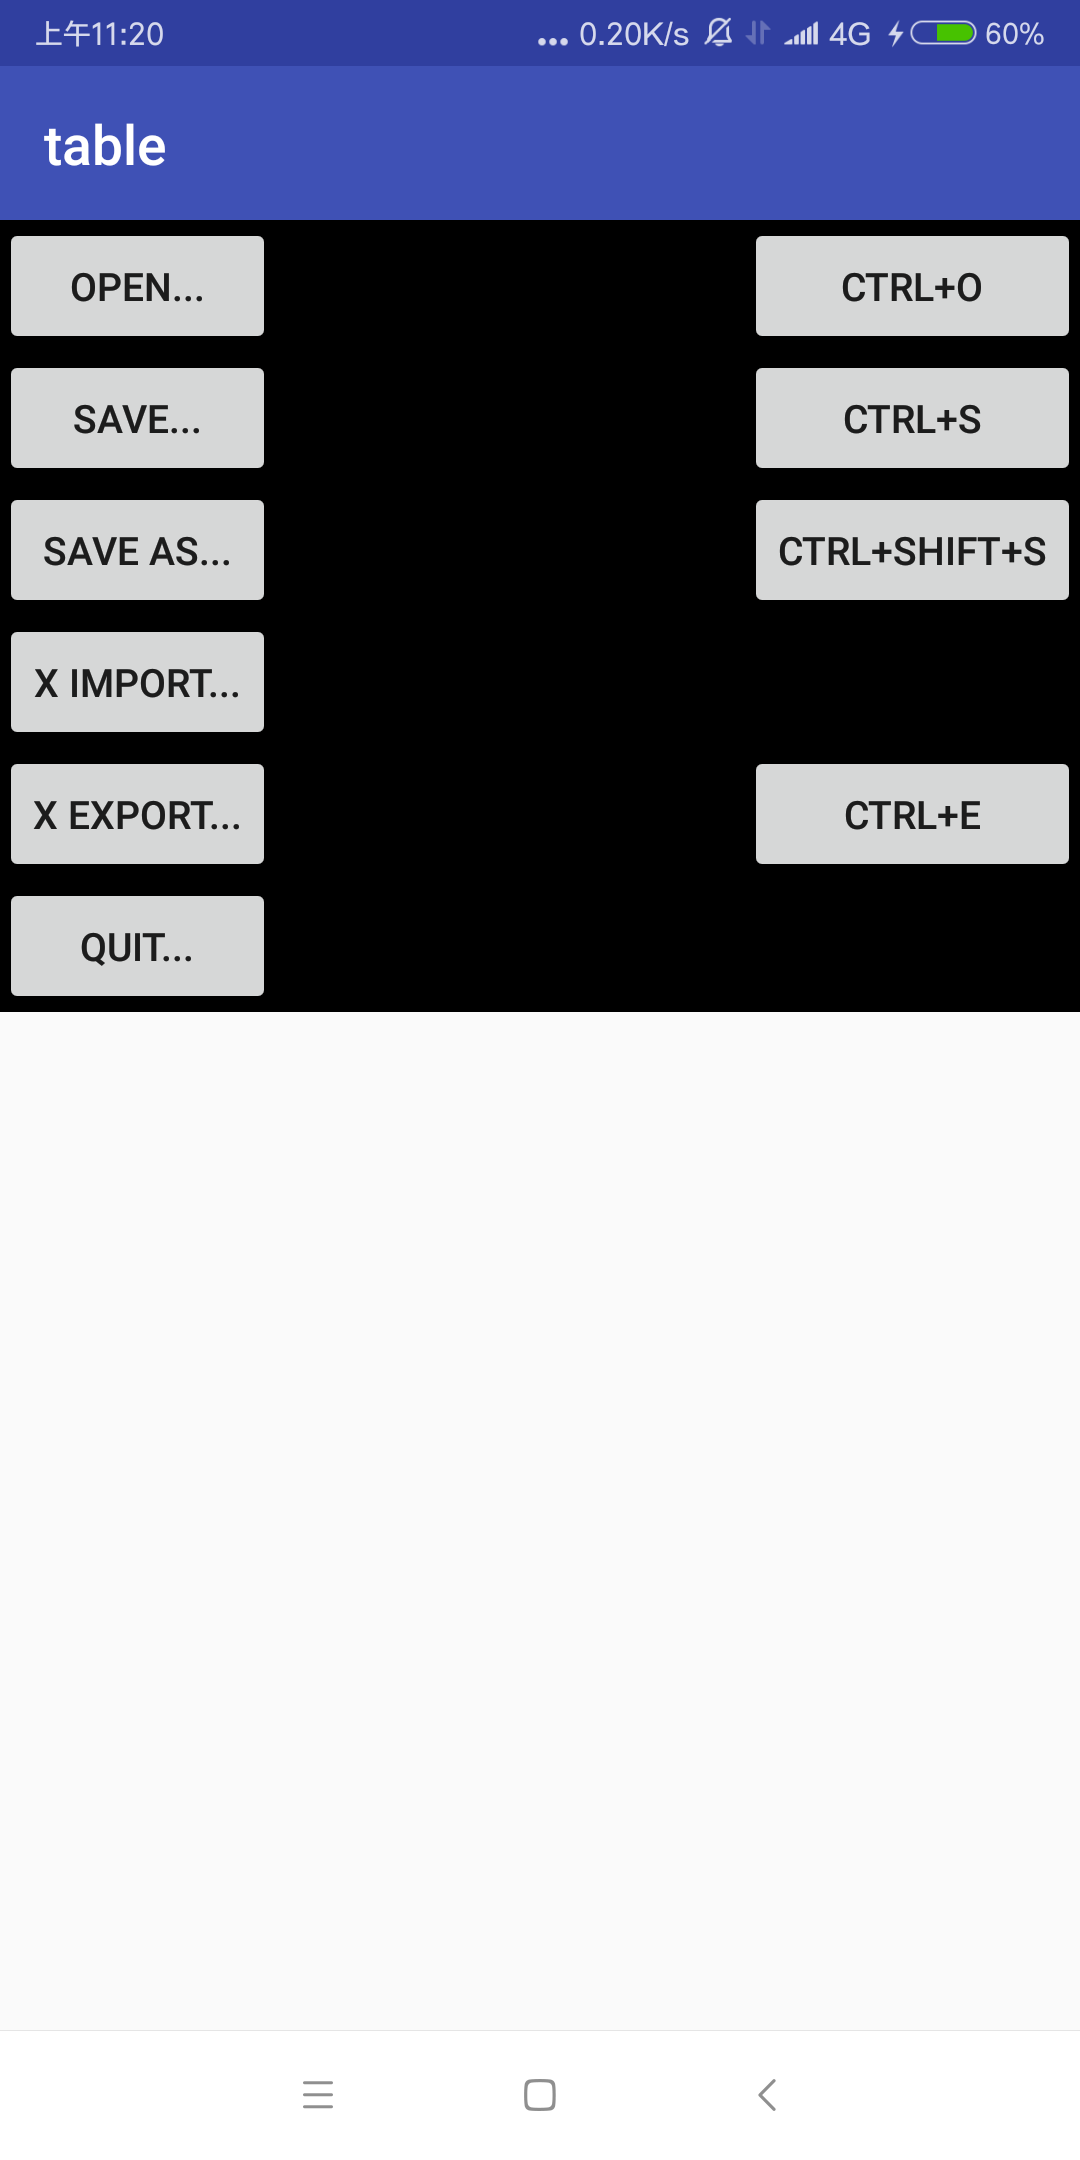 上午11:20 ... 0.20K/s 4G 60%
table
OPEN... CTRL+O
SAVE... CTRL+S
SAVE AS... CTRL+SHIFT+S
X IMPORT...
X EXPORT... CTRL+E
QUIT...